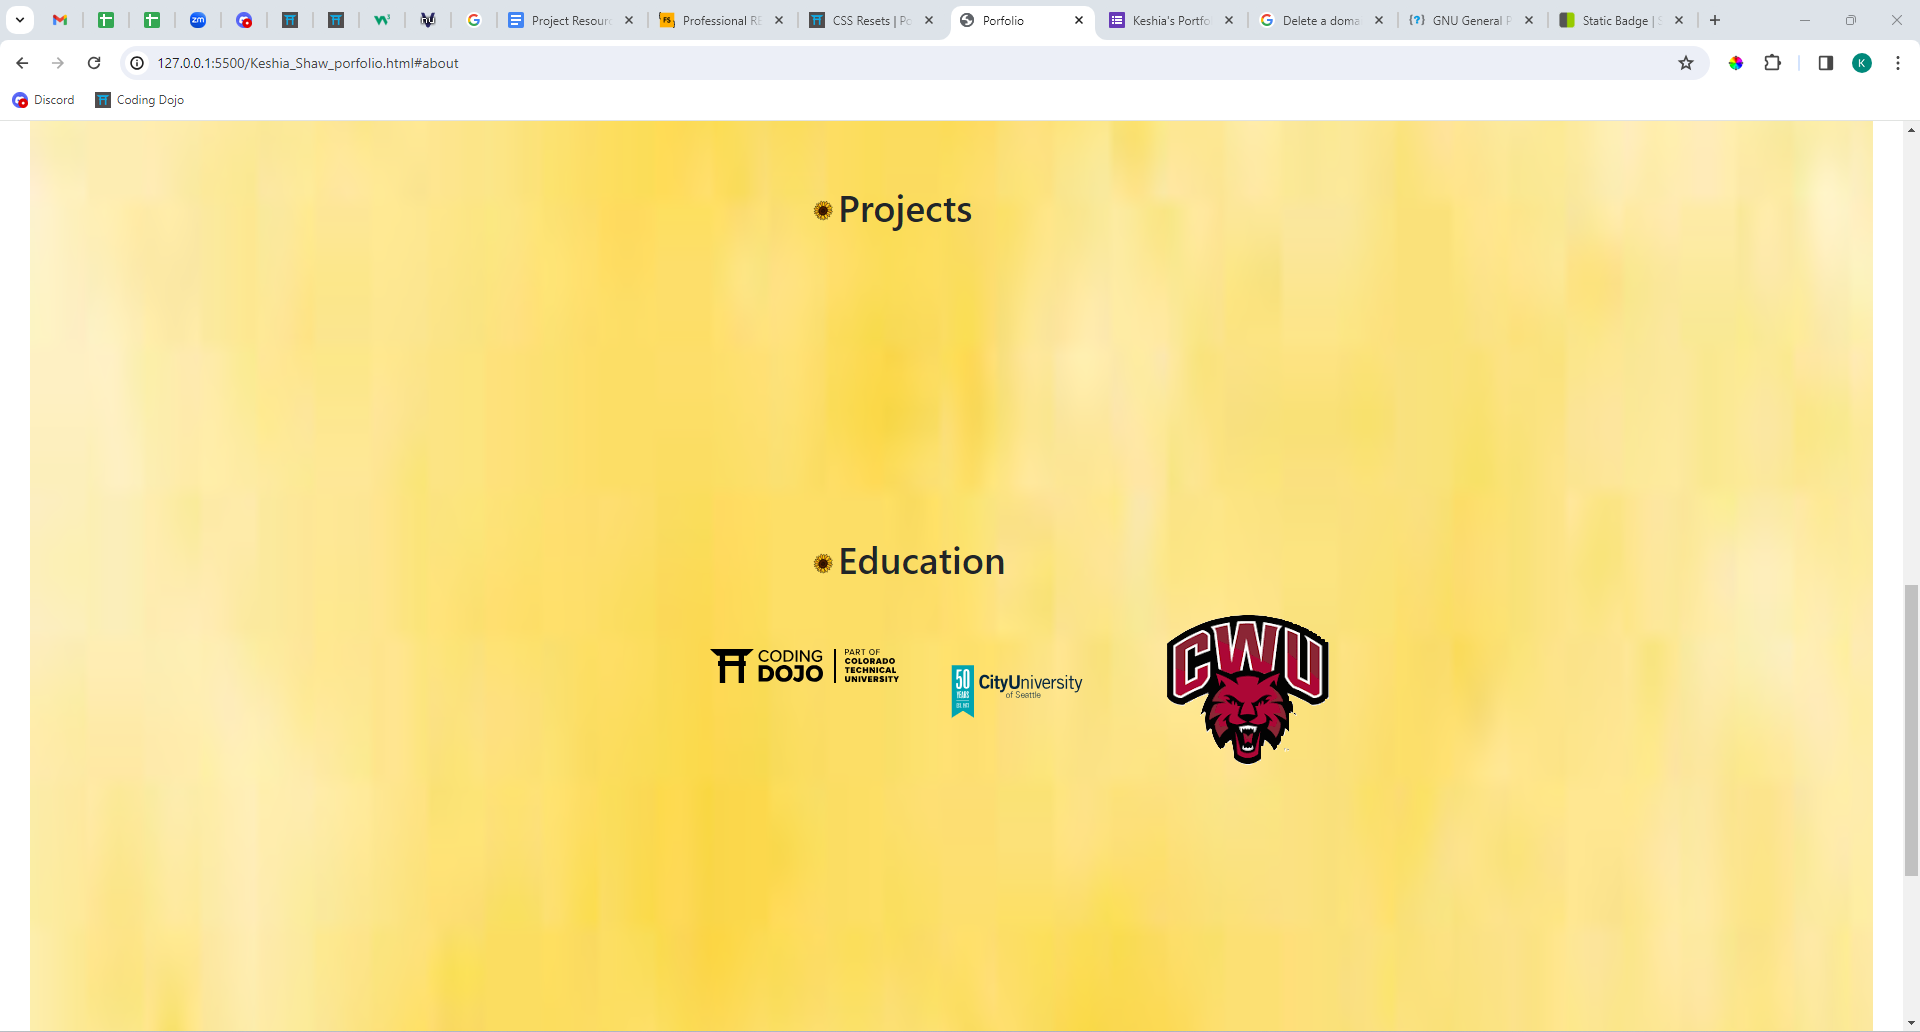 Project Resourc
Professional RE
CSS Resets | Po
Porfolio
Keshia's Portfo
Delete a doma
GNU General P
Static Badge | S
127.0.0.1:5500/Keshia_Shaw_porfolio.html#about
K
Discord
Coding Dojo
Projects
Education
CODING
DOJO
PART OF
COLORADO
TECHNICAL
UNIVERSITY
50
YEARS
CityUniversity
of Seattle
CWU